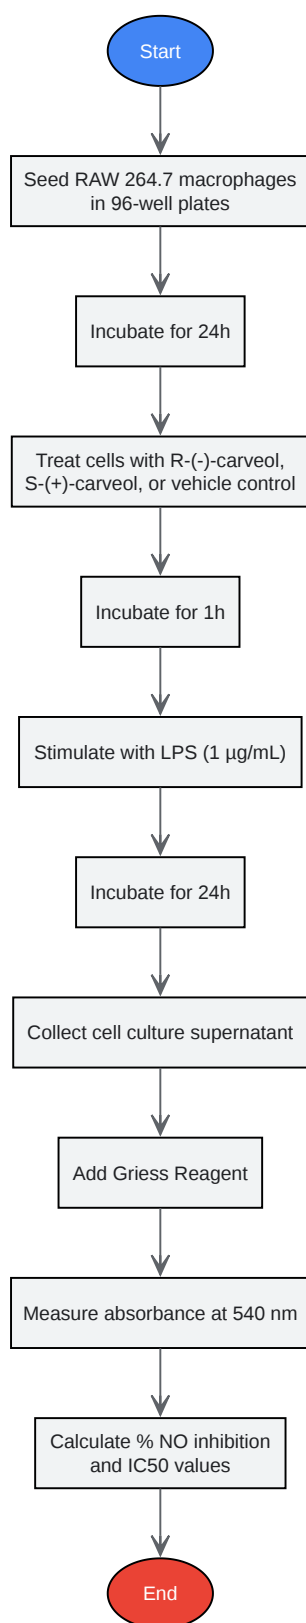 Start
Seed RAW 264.7 macrophages
in 96-well plates
Incubate for 24h
Treat cells with R-(-)-carveol,
S-(+)-carveol, or vehicle control
Incubate for 1h
Stimulate with LPS (1 µg/mL)
Incubate for 24h
Collect cell culture supernatant
Add Griess Reagent
Measure absorbance at 540 nm
Calculate % NO inhibition
and IC50 values
End